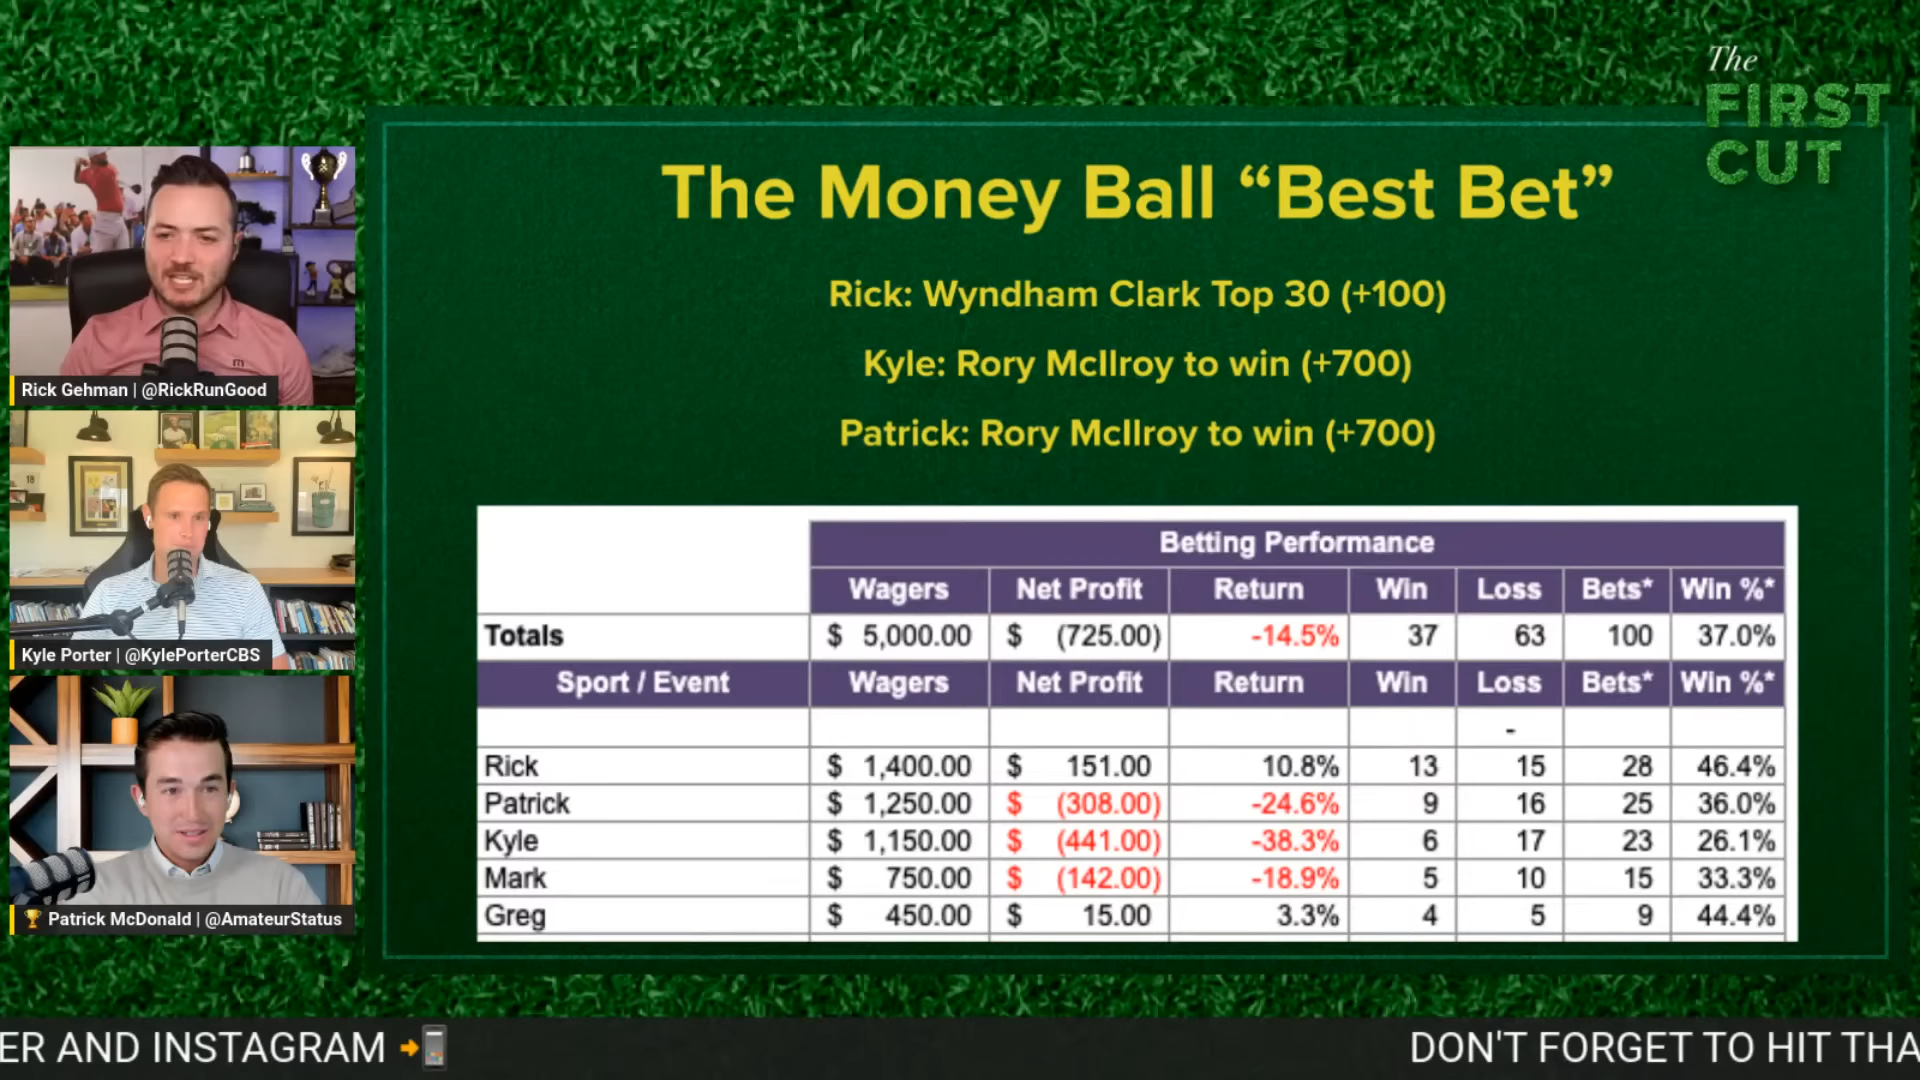 The
FIRST
CUT
The Money Ball “Best Bet”
Rick: Wyndham Clark Top 30 (+100)
Kyle: Rory McIlroy to win (+700)
Patrick: Rory McIlroy to win (+700)
Rick Gehman | @RickRunGood
Kyle Porter | @KylePorterCBS
Patrick McDonald | @AmateurStatus
Betting Performance
Wagers Net Profit Return Win Loss Bets* Win %*
Totals $ 5,000.00 $ (725.00) -14.5% 37 63 100 37.0%
Sport / Event Wagers Net Profit Return Win Loss Bets* Win %*
-
Rick $ 1,400.00 $ 151.00 10.8% 13 15 28 46.4%
Patrick $ 1,250.00 $ (308.00) -24.6% 9 16 25 36.0%
Kyle $ 1,150.00 $ (441.00) -38.3% 6 17 23 26.1%
Mark $ 750.00 $ (142.00) -18.9% 5 10 15 33.3%
Greg $ 450.00 $ 15.00 3.3% 4 5 9 44.4%
ER AND INSTAGRAM DON'T FORGET TO HIT THA